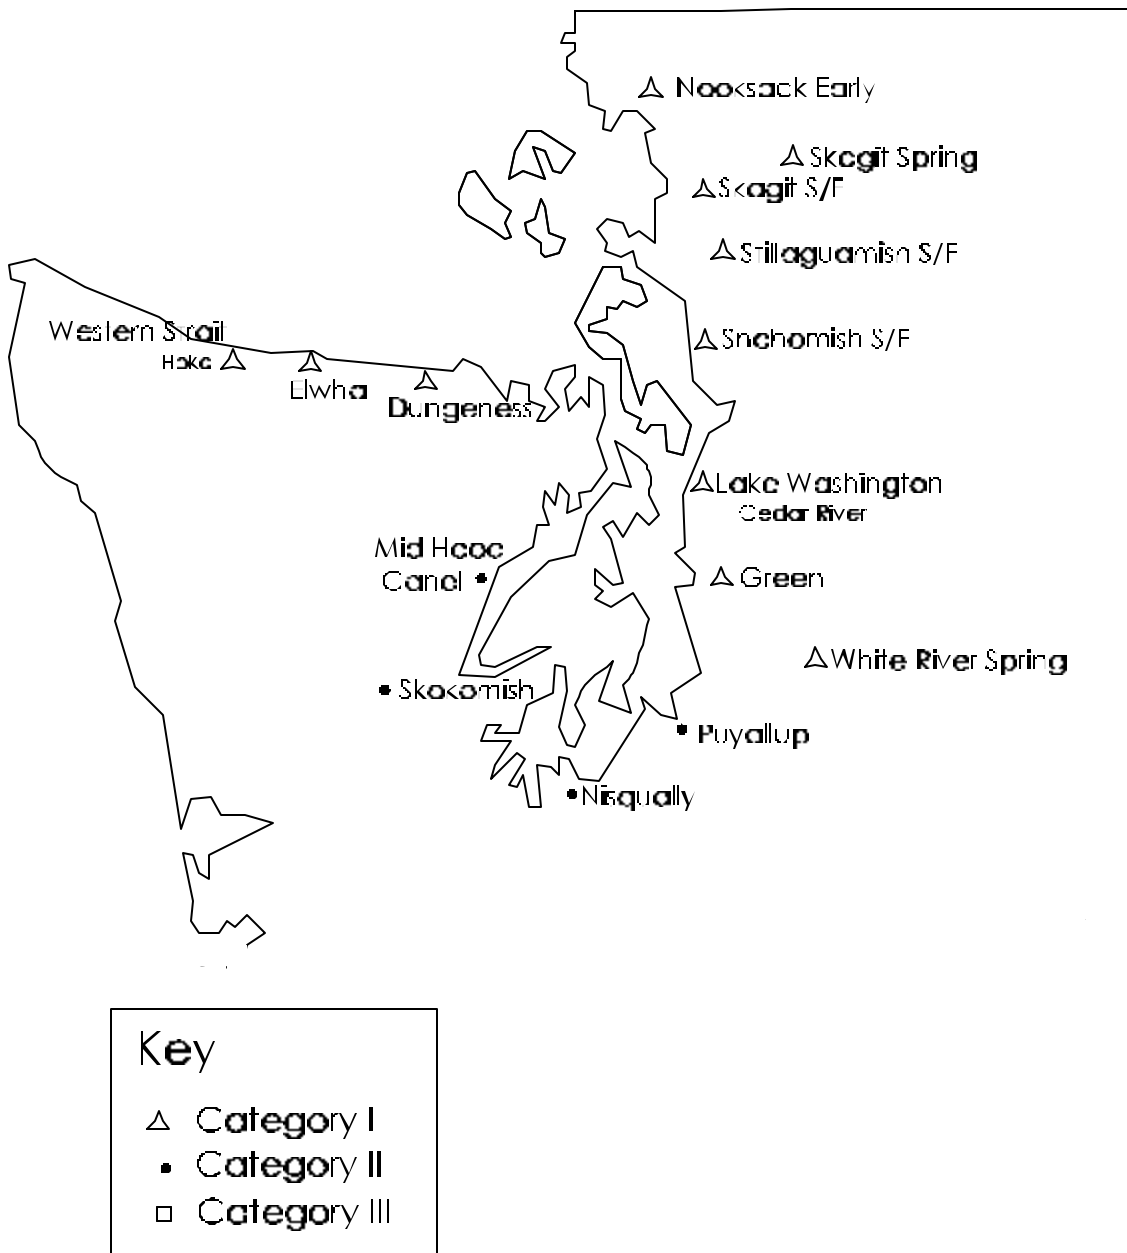 Nooksack Early
Skagit Spring
Skagit S/F
Stillaguamish S/F
Western Strait
Hoko
Snohomish S/F
Elwha
Dungeness
Lake Washington
Cedar River
Mid Hood
Canal
Green
White River Spring
Skokomish
Puyallup
Nisqually
Key
Category I
Category II
Category III